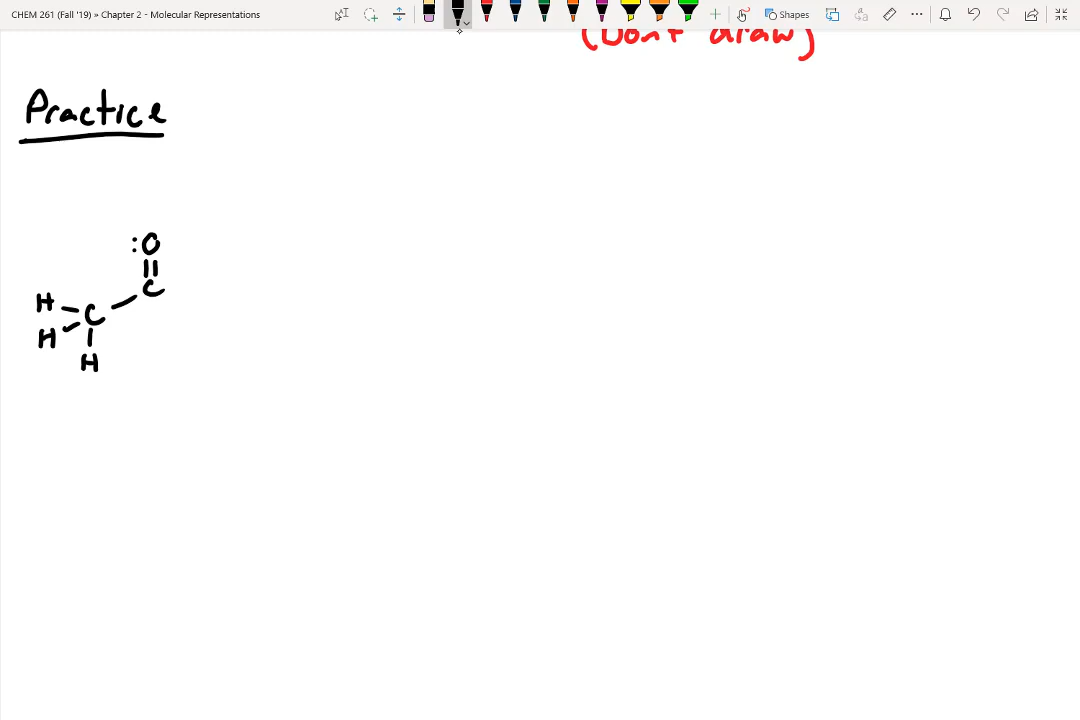 CHEM 261 (Fall '19) » Chapter 2 - Molecular Representations
Shapes
(Don't draw)
Practice
:O
C
H C
H
H